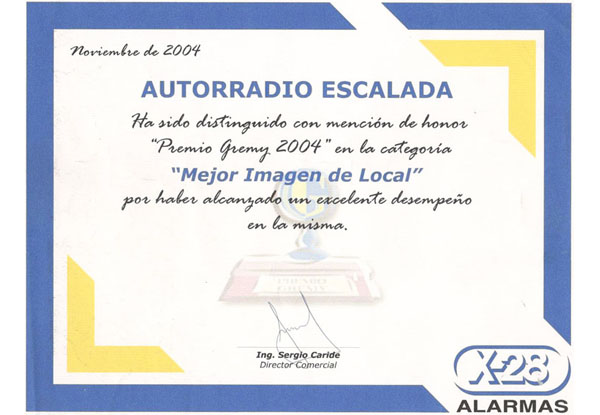 Noviembre de 2004
AUTORRADIO ESCALADA
Ha sido distinguido con mención de honor
"Premio Gremy 2004" en la categoría
"Mejor Imagen de Local"
por haber alcanzado un excelente desempeño
en la misma.
PREMIO
GREMY
Ing. Sergio Caride
Director Comercial
X-28
ALARMAS